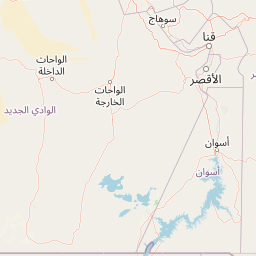 سوهاج
قنا
الواحات
الداخلة
الأقصر
الواحات
الخارجة
الوادي الجديد
أسوان
أسوان